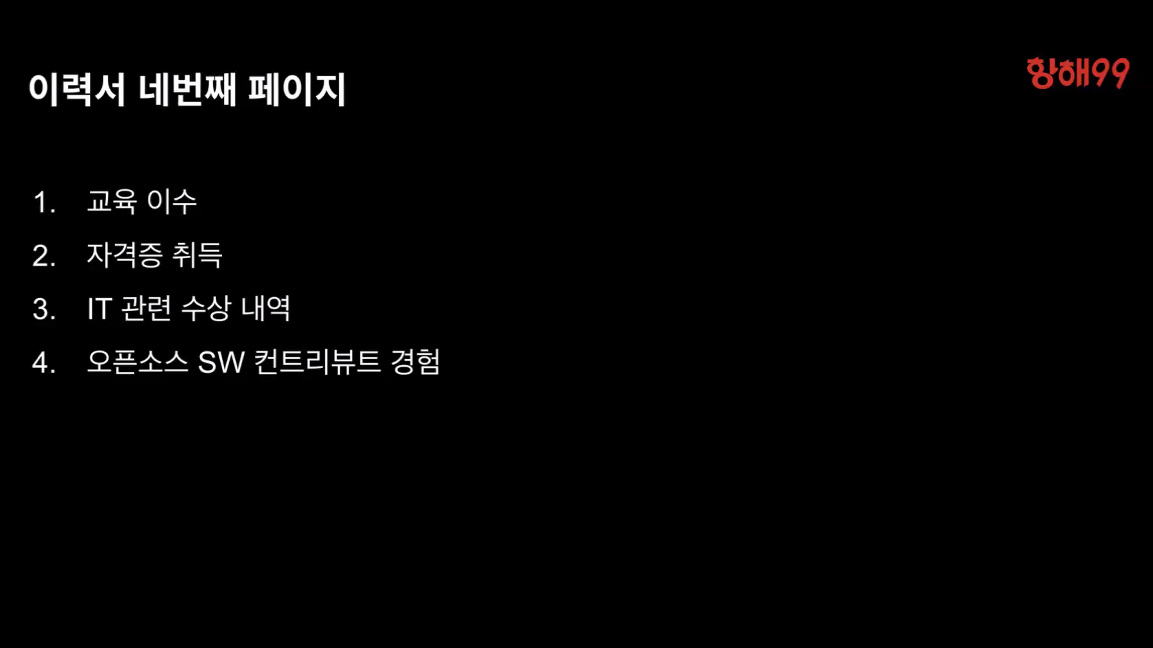 이력서 네번째 페이지
항해99
1. 교육 이수
2. 자격증 취득
3. IT 관련 수상 내역
4. 오픈소스 SW 컨트리뷰트 경험